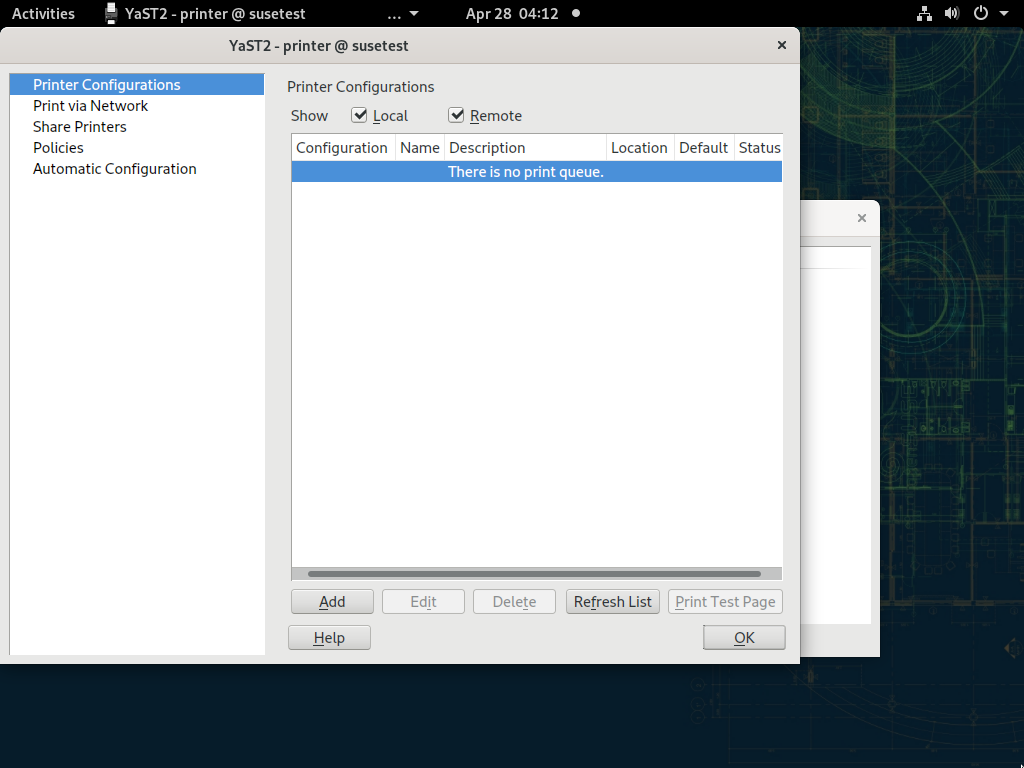 Activities YaST2 - printer @ susetest ... Apr 28 04:12
YaST2 - printer @ susetest
Printer Configurations
Print via Network
Share Printers
Policies
Automatic Configuration
Printer Configurations
Show Local Remote
Configuration Name Description Location Default Status
There is no print queue.
Add Edit Delete Refresh List Print Test Page
Help OK